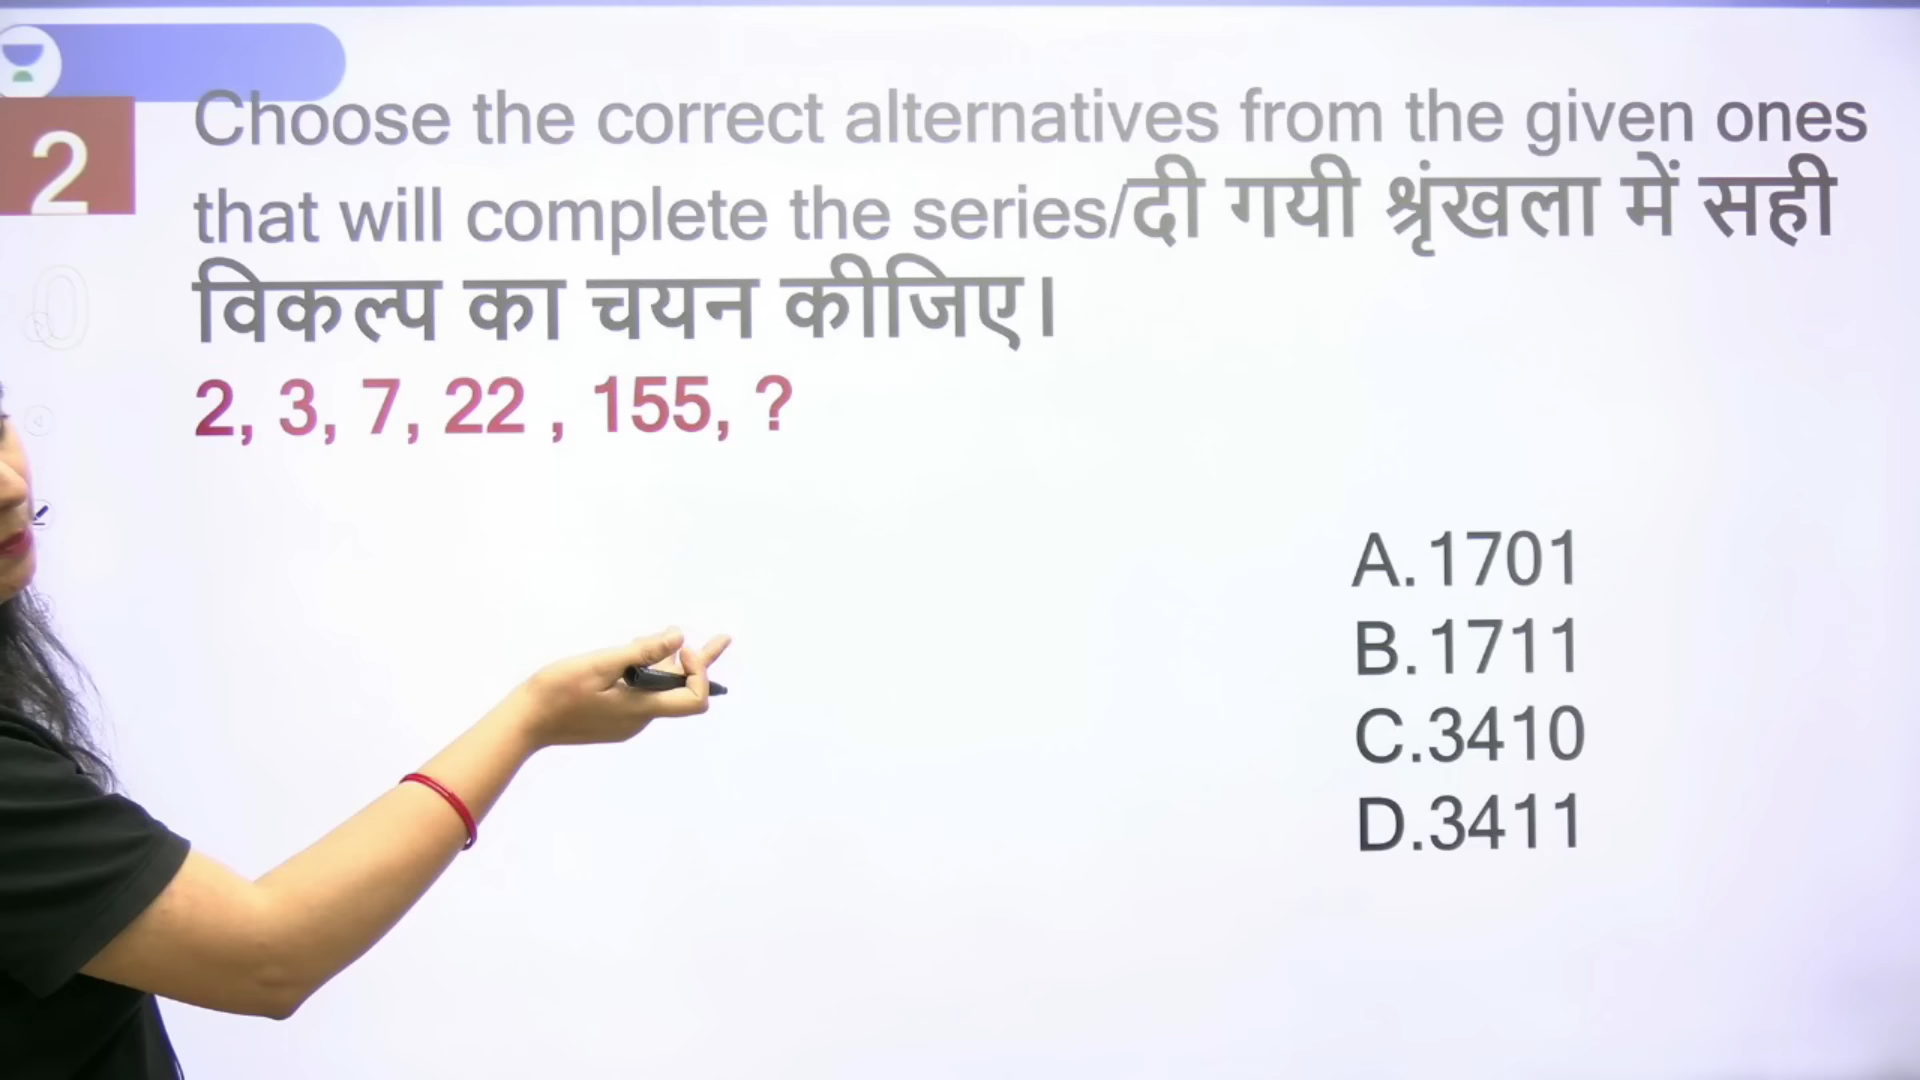 2
Choose the correct alternatives from the given ones
that will complete the series/दी गयी श्रृंखला में सही
विकल्प का चयन कीजिए।
2, 3, 7, 22 , 155, ?
A.1701
B.1711
C.3410
D.3411